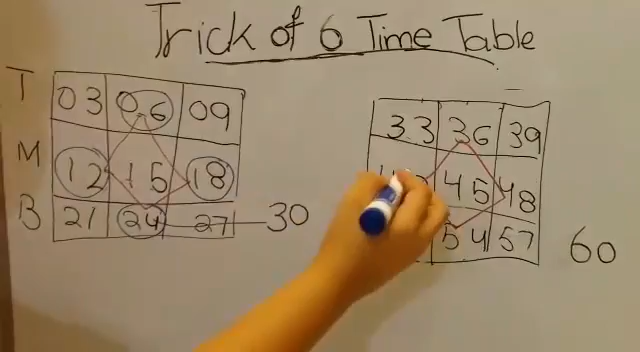 Trick of 6 Time Table
T 03 06 09
M 12 15 18
B 21 24 27 30
33 36 39
45 48
54 57 60